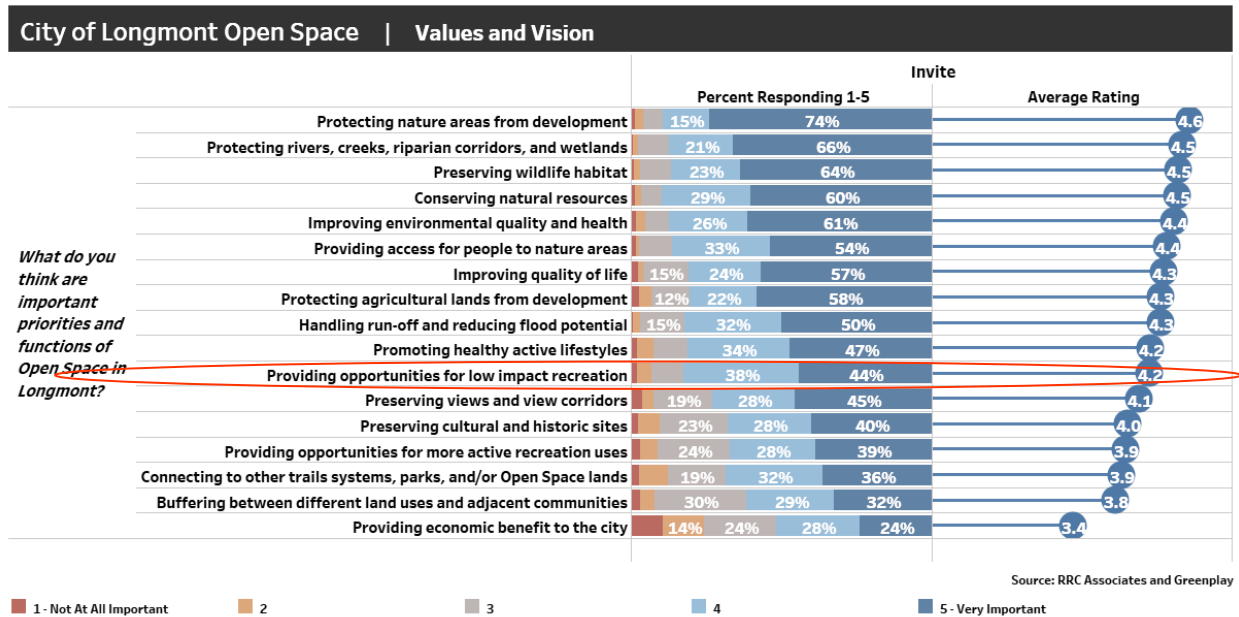 City of Longmont Open Space | Values and Vision
Invite
Percent Responding 1-5 Average Rating
What do you think are important priorities and functions of Open Space in Longmont?
Protecting nature areas from development 15% 74% 4.6
Protecting rivers, creeks, riparian corridors, and wetlands 21% 66% 4.5
Preserving wildlife habitat 23% 64% 4.5
Conserving natural resources 29% 60% 4.5
Improving environmental quality and health 26% 61% 4.4
Providing access for people to nature areas 33% 54% 4.4
Improving quality of life 15% 24% 57% 4.3
Protecting agricultural lands from development 12% 22% 58% 4.3
Handling run-off and reducing flood potential 15% 32% 50% 4.3
Promoting healthy active lifestyles 34% 47% 4.2
Providing opportunities for low impact recreation 38% 44% 4.2
Preserving views and view corridors 19% 28% 45% 4.1
Preserving cultural and historic sites 23% 28% 40% 4.0
Providing opportunities for more active recreation uses 24% 28% 39% 3.9
Connecting to other trails systems, parks, and/or Open Space lands 19% 32% 36% 3.9
Buffering between different land uses and adjacent communities 30% 29% 32% 3.8
Providing economic benefit to the city 14% 24% 28% 24% 3.4
Source: RRC Associates and Greenplay
1 - Not At All Important 2 3 4 5 - Very Important